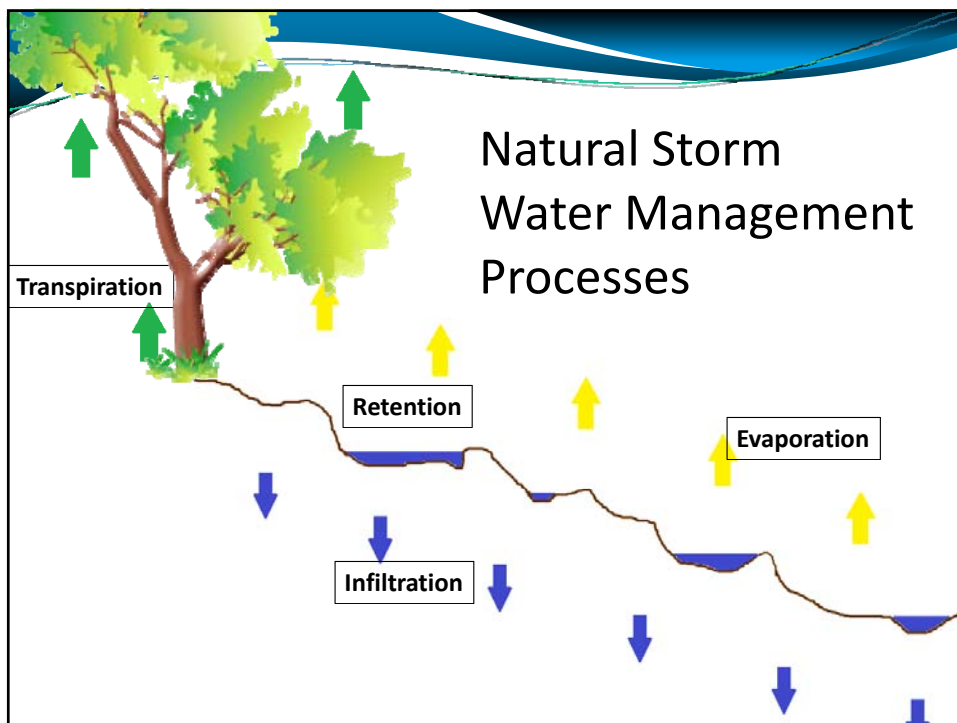 Natural Storm
Water Management
Processes
Transpiration
Retention
Evaporation
Infiltration